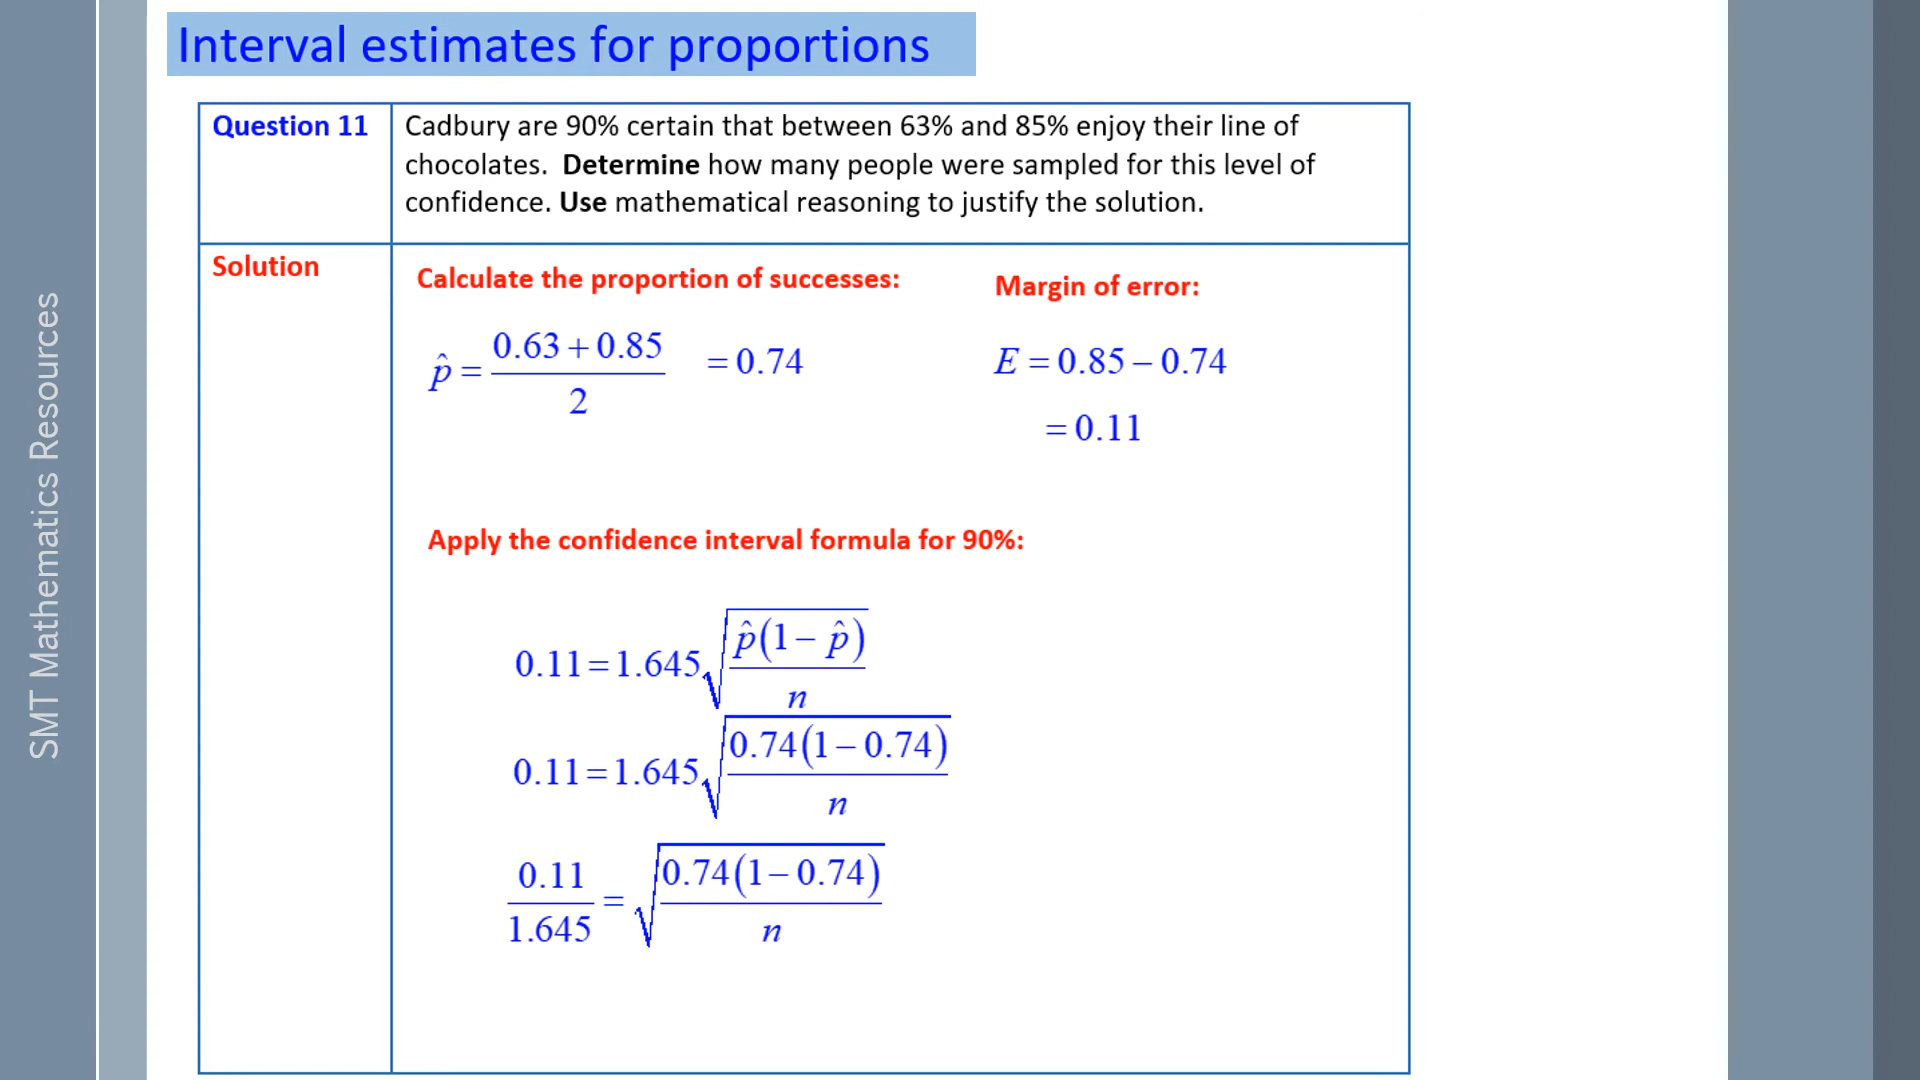 Interval estimates for proportions
Question 11
Cadbury are 90% certain that between 63% and 85% enjoy their line of
chocolates. Determine how many people were sampled for this level of
confidence. Use mathematical reasoning to justify the solution.
Solution
Calculate the proportion of successes:
p̂ = (0.63 + 0.85) / 2 = 0.74
Margin of error:
E = 0.85 – 0.74
= 0.11
Apply the confidence interval formula for 90%:
0.11 = 1.645 √(p̂(1 – p̂) / n)
0.11 = 1.645 √(0.74(1 – 0.74) / n)
0.11 / 1.645 = √(0.74(1 – 0.74) / n)
SMT Mathematics Resources